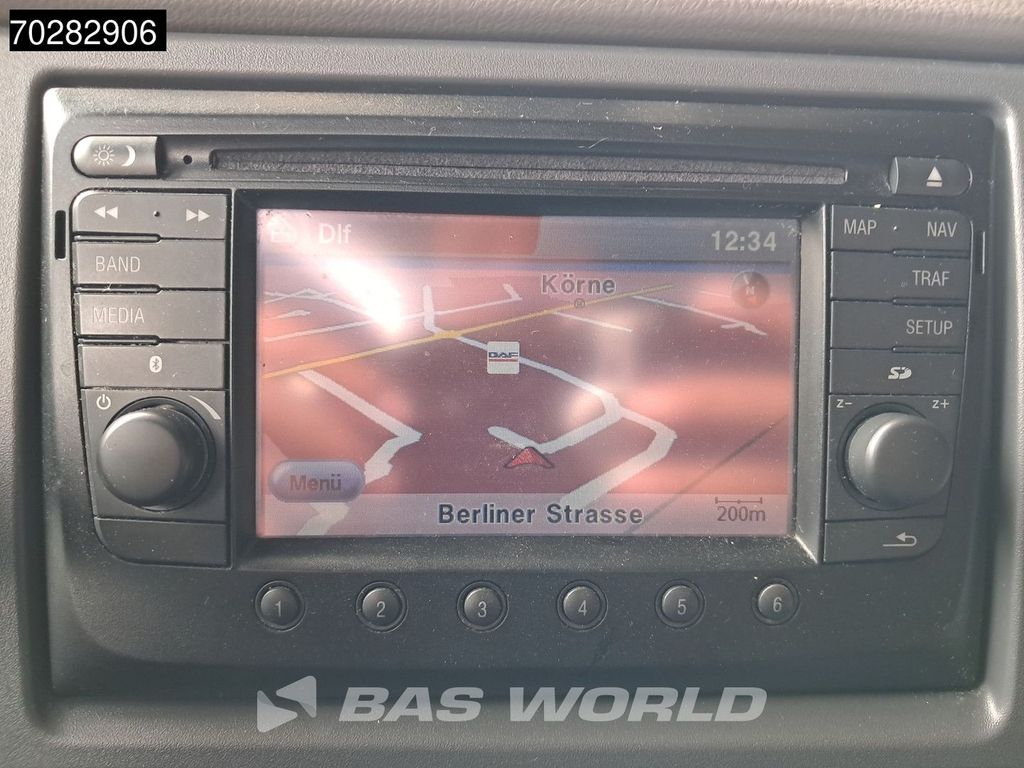 70282906
BAND
MEDIA
Dlf
12:34
Körne
DAF
Menü
Berliner Strasse
200m
MAP · NAV
TRAF
SETUP
SD
z- z+
1 2 3 4 5 6
BAS WORLD